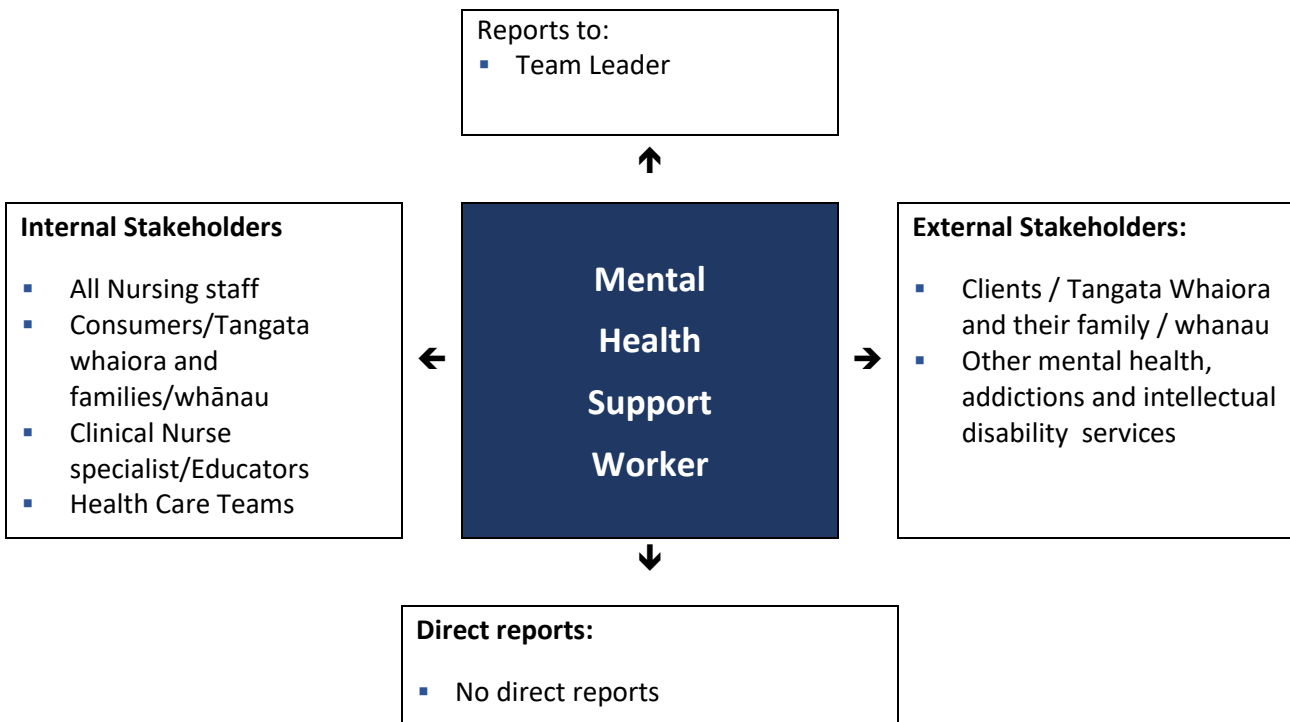 Reports to:
▪ Team Leader
Internal Stakeholders
▪ All Nursing staff
▪ Consumers/Tangata
whaiora and
families/whānau
▪ Clinical Nurse
specialist/Educators
▪ Health Care Teams
Mental
Health
Support
Worker
External Stakeholders:
▪ Clients / Tangata Whaiora
and their family / whanau
▪ Other mental health,
addictions and intellectual
disability  services
Direct reports:
▪ No direct reports